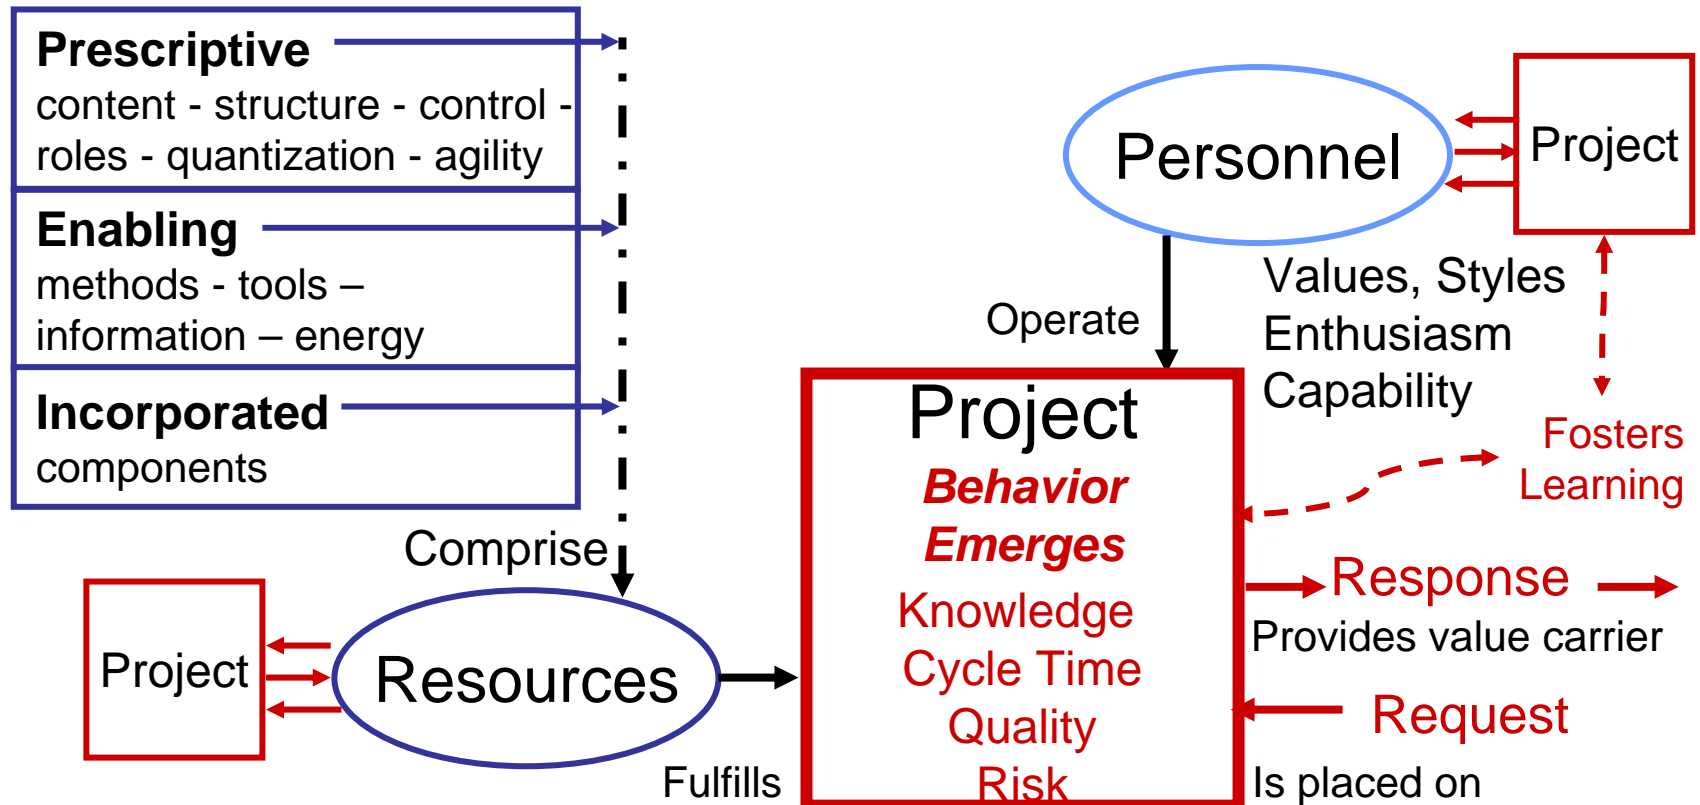 Prescriptive
content - structure - control -
roles - quantization - agility
Enabling
methods - tools –
information – energy
Incorporated
components
Comprise
Project
Resources
Fulfills
Personnel
Project
Operate
Values, Styles
Enthusiasm
Capability
Project
Behavior
Emerges
Knowledge
Cycle Time
Quality
Risk
Fosters
Learning
Response
Provides value carrier
Request
Is placed on